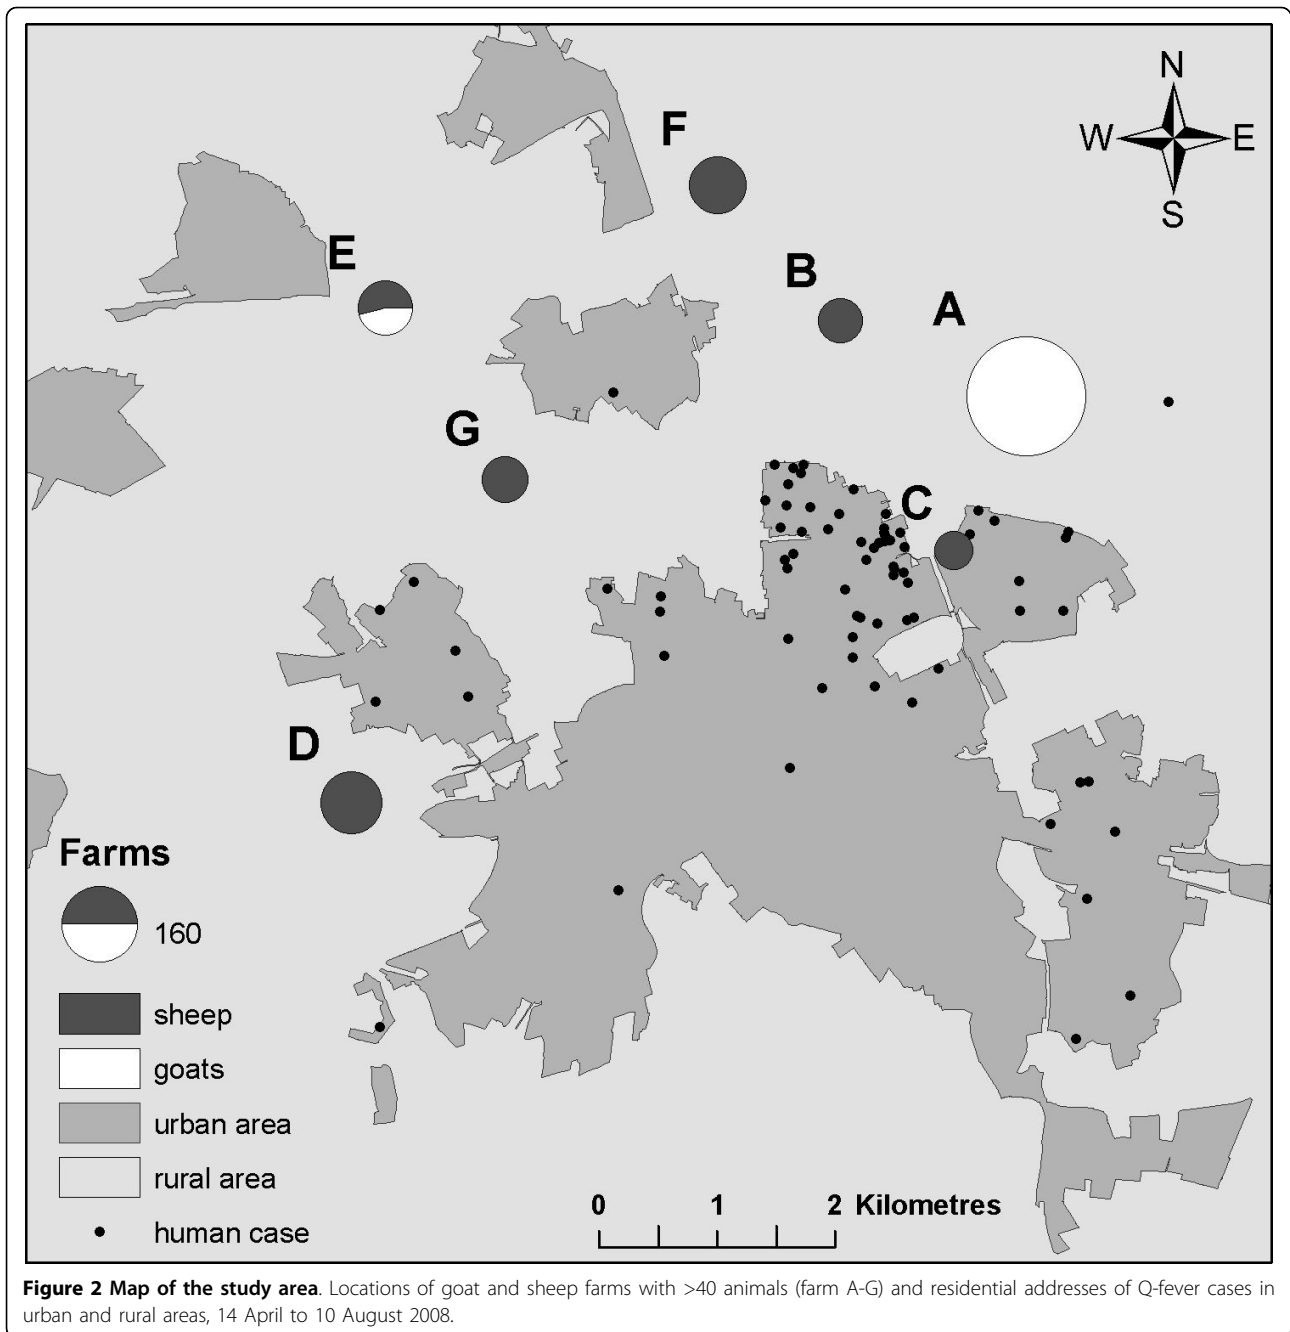 N
W E
S
F
E
B
A
G
C
D
Farms
160
sheep
goats
urban area
rural area
human case
0 1 2 Kilometres
Figure 2 Map of the study area. Locations of goat and sheep farms with >40 animals (farm A-G) and residential addresses of Q-fever cases in
urban and rural areas, 14 April to 10 August 2008.